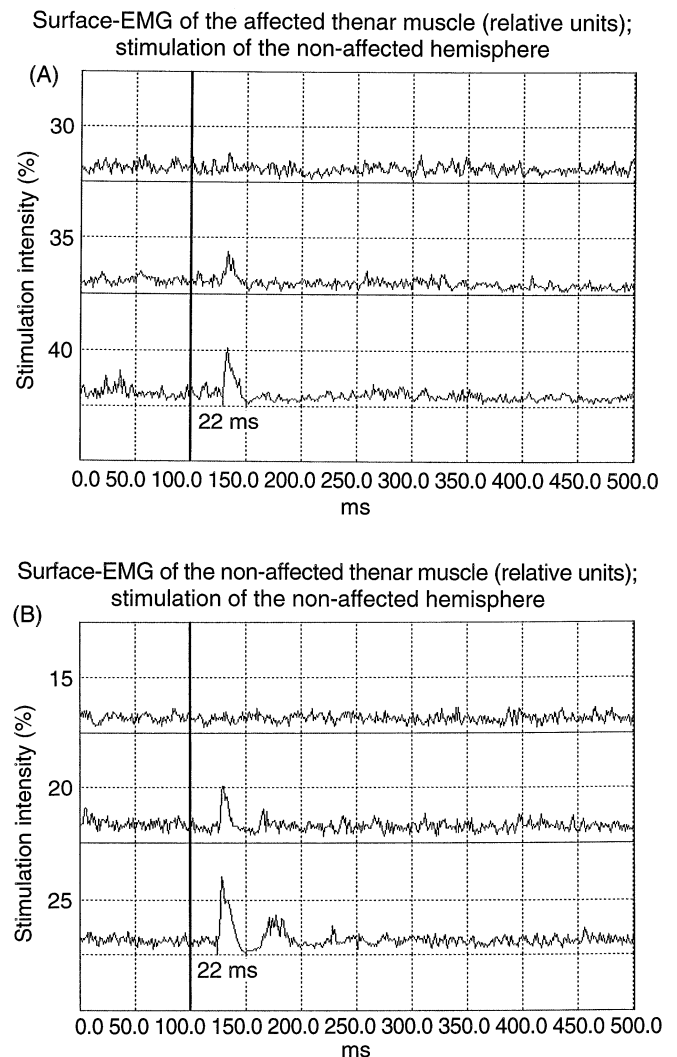 Surface-EMG of the affected thenar muscle (relative units);
stimulation of the non-affected hemisphere
(A)
Stimulation intensity (%)
30
35
40
22 ms
0.0 50.0 100.0 150.0 200.0 250.0 300.0 350.0 400.0 450.0 500.0
ms
Surface-EMG of the non-affected thenar muscle (relative units);
stimulation of the non-affected hemisphere
(B)
Stimulation intensity (%)
15
20
25
22 ms
0.0 50.0 100.0 150.0 200.0 250.0 300.0 350.0 400.0 450.0 500.0
ms